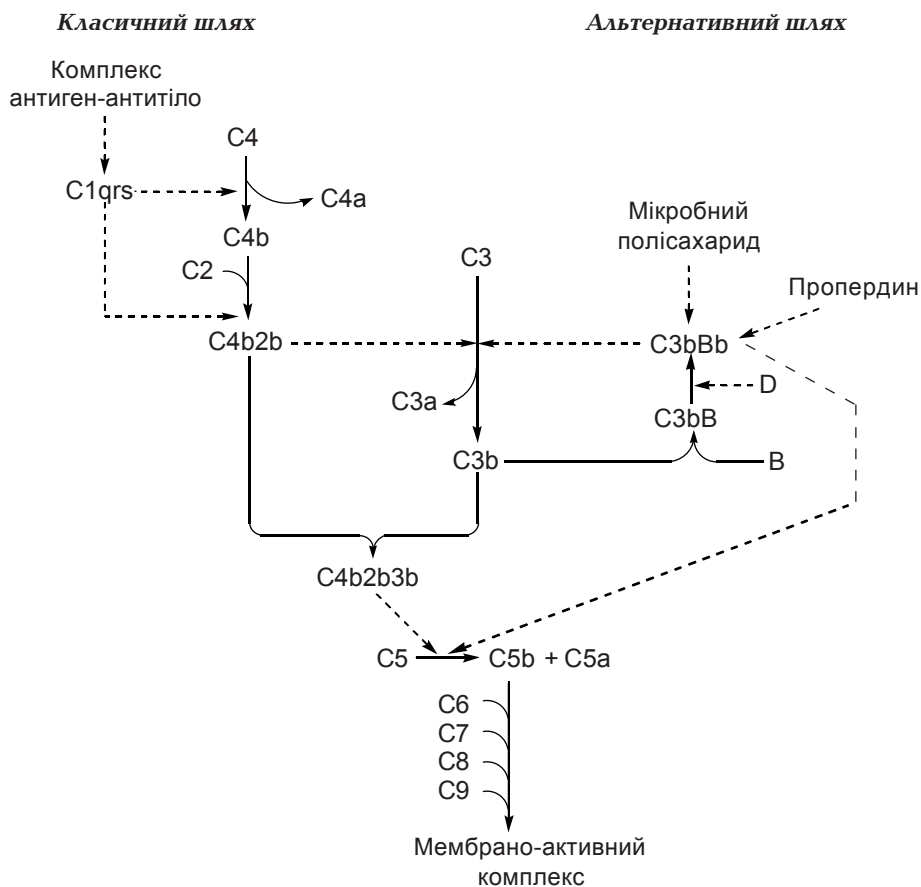 Класичний шлях
Альтернативний шлях
Комплекс
антиген-антитіло
C4
C1qrs
C4a
Мікробний
полісахарид
C4b
C2
C3
Пропердин
C4b2b
C3bBb
D
C3a
C3bB
C3b
B
C4b2b3b
C5
C5b + C5a
C6
C7
C8
C9
Мембрано-активний
комплекс